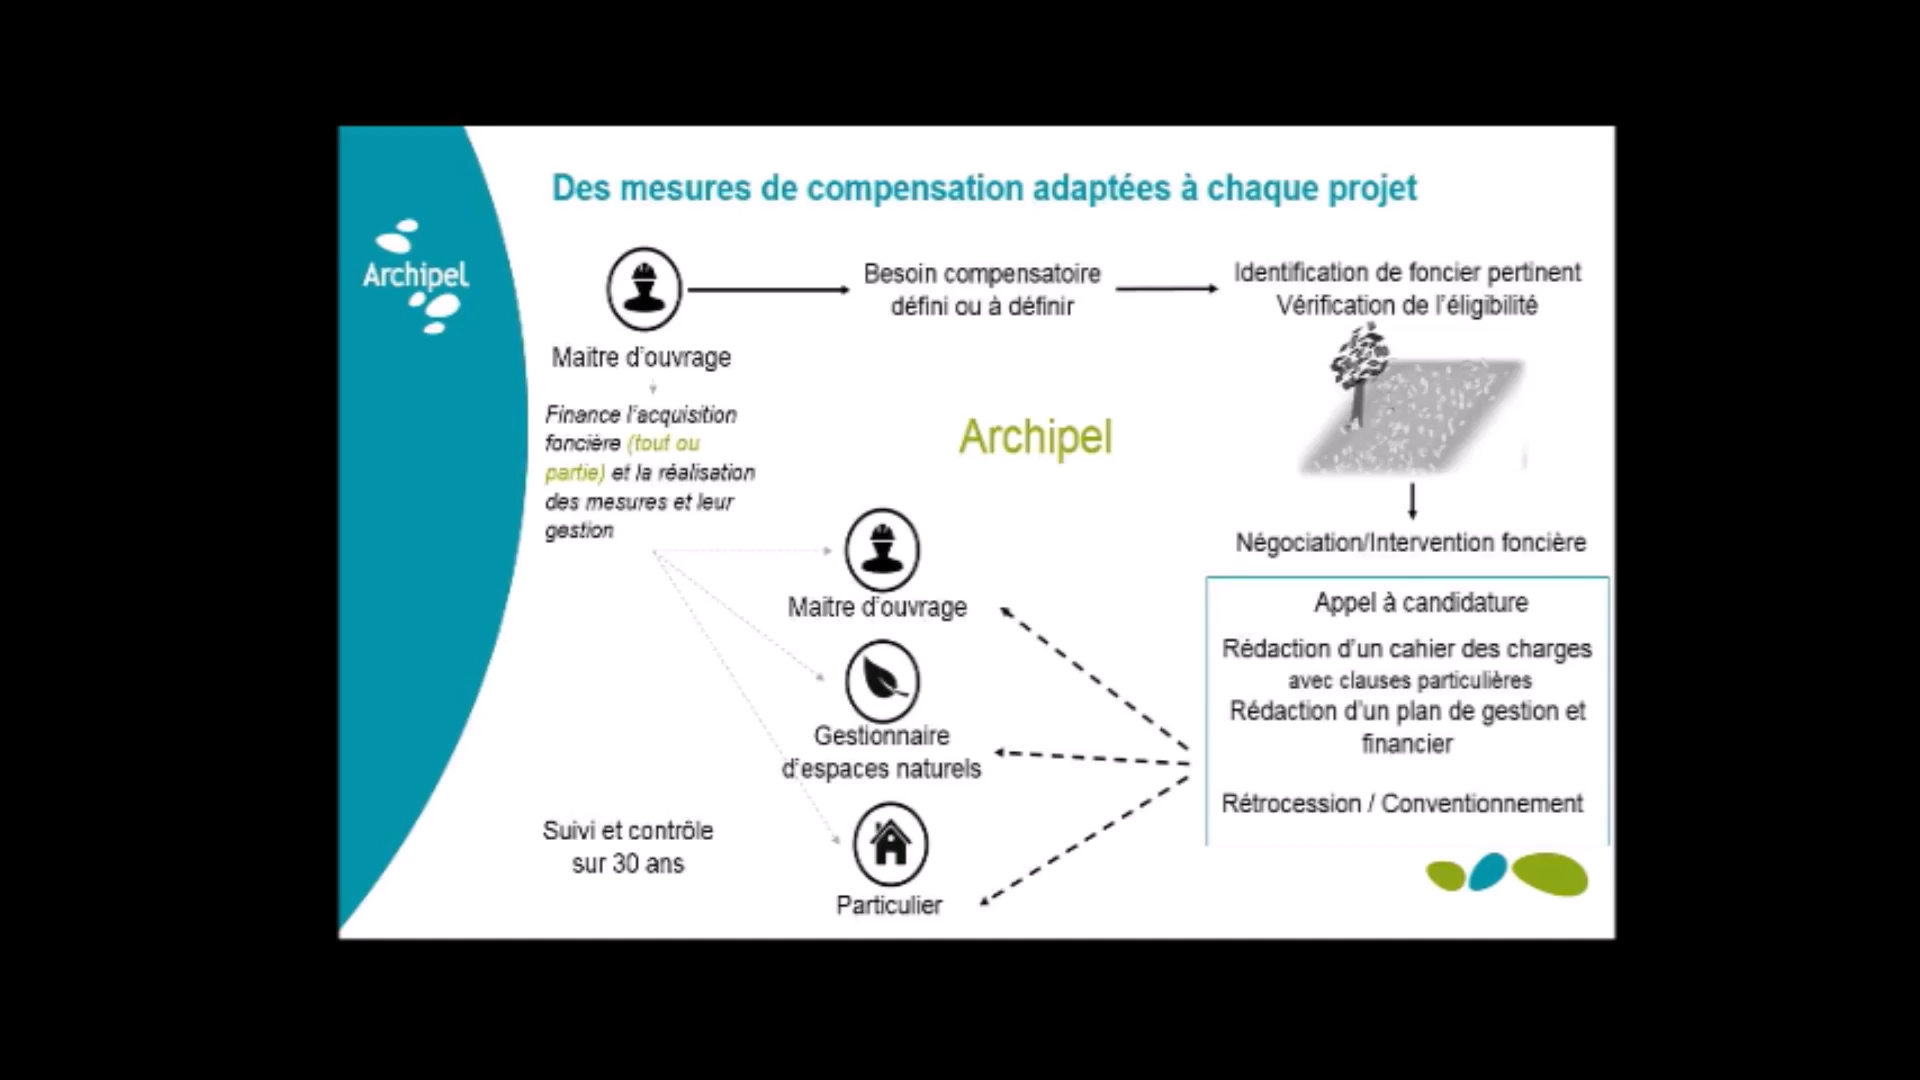 Des mesures de compensation adaptées à chaque projet
Archipel
Maitre d'ouvrage
Besoin compensatoire
défini ou à définir
Identification de foncier pertinent
Vérification de l'éligibilité
Finance l'acquisition
foncière (tout ou
partie) et la réalisation
des mesures et leur
gestion
Archipel
Négociation/Intervention foncière
Appel à candidature
Rédaction d'un cahier des charges
avec clauses particulières
Rédaction d'un plan de gestion et
financier
Rétrocession / Conventionnement
Maitre d'ouvrage
Gestionnaire
d'espaces naturels
Particulier
Suivi et contrôle
sur 30 ans